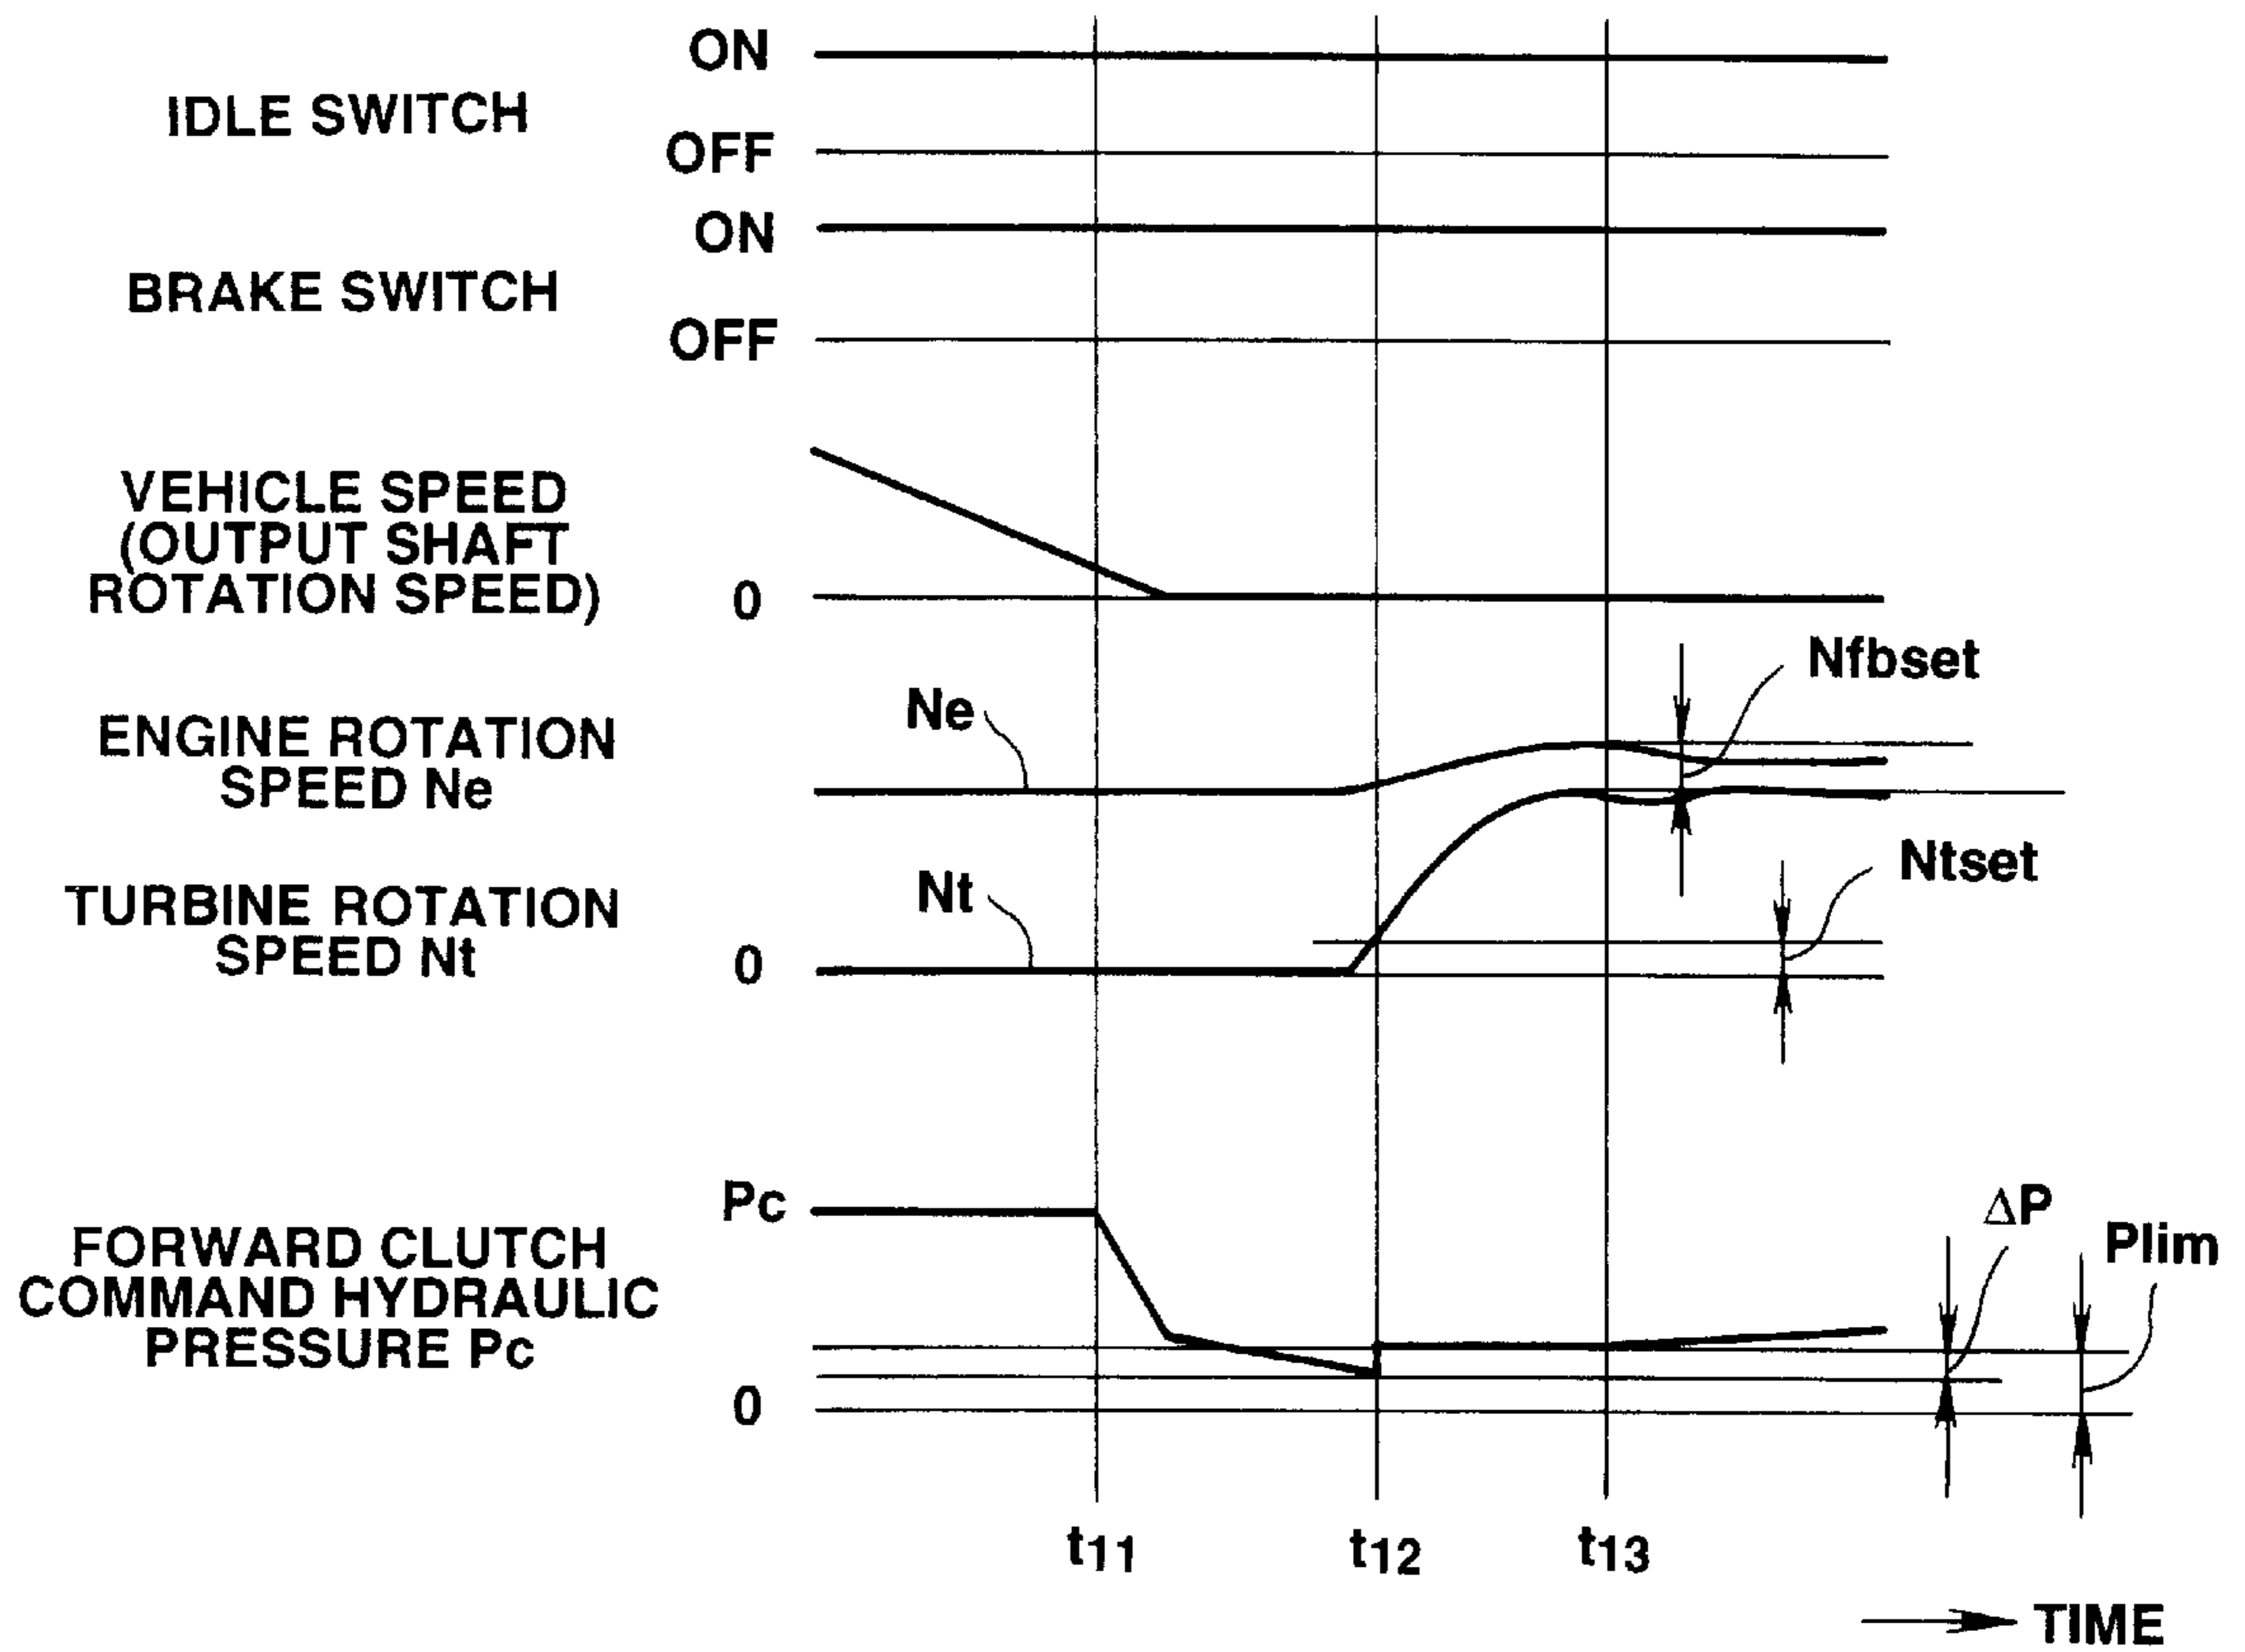 ON
IDLE SWITCH
OFF
ON
BRAKE SWITCH
OFF
VEHICLE SPEED
(OUTPUT SHAFT
ROTATION SPEED)
0
Nfbset
Ne
ENGINE ROTATION
SPEED Ne
Ntset
Nt
TURBINE ROTATION
SPEED Nt
0
Pc
ΔP
Plim
FORWARD CLUTCH
COMMAND HYDRAULIC
PRESSURE Pc
0
t11
t12
t13
TIME